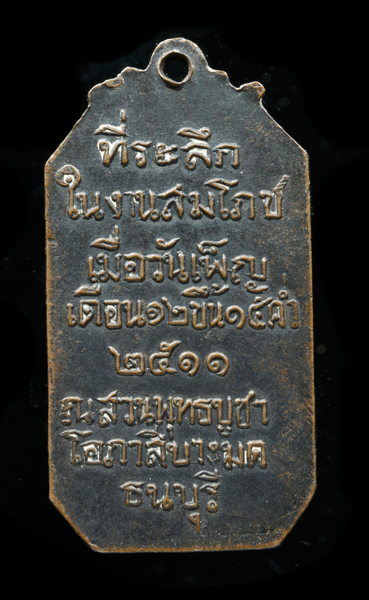 ที่ระลึก
ในงานสมโภช
เมื่อวันเพ็ญ
เดือน๑๒ขึ้น๑๕ค่ำ
๒๕๑๑
ณสวนพุทธบูชา
โอภาสีบางมด
ธนบุรี